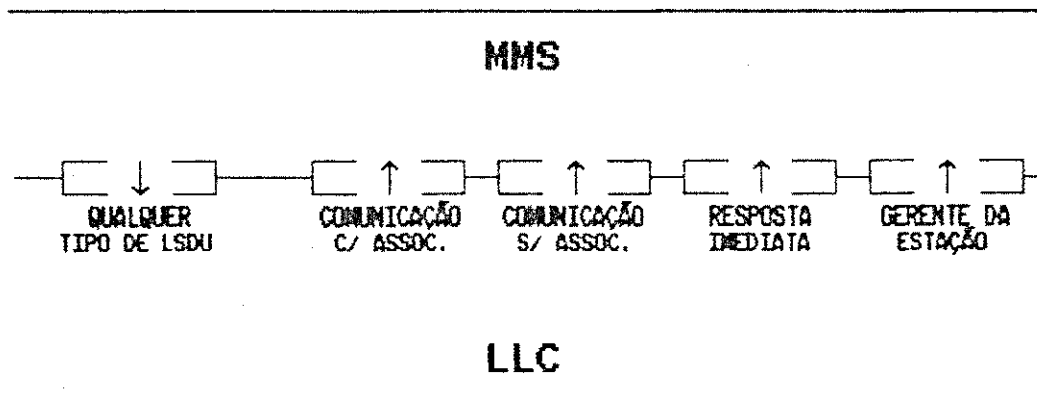 MMS
QUALQUER
TIPO DE LSDU
COMUNICAÇÃO
C/ ASSOC.
COMUNICAÇÃO
S/ ASSOC.
RESPOSTA
IMEDIATA
GERENTE DA
ESTAÇÃO
LLC